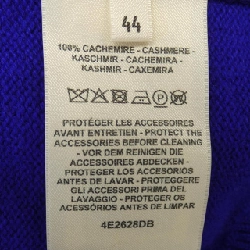 44
100% CACHEMIRE - CASHMERE -
KASCHMIR - CACHEMIRA -
KASHMIR - CAXEMIRA
PROTÉGER LES ACCESSOIRES
AVANT ENTRETIEN - PROTECT THE
ACCESSORIES BEFORE CLEANING
- VOR DEM REINIGEN DIE
ACCESSOIRES ABDECKEN -
PROTEGER LOS ACCESORIOS
ANTES DE LAVAR - PROTEGGERE
GLI ACCESSORI PRIMA DEL
LAVAGGIO - PROTEGER OS
ACESSÓRIOS ANTES DE LIMPAR
4E2628DB